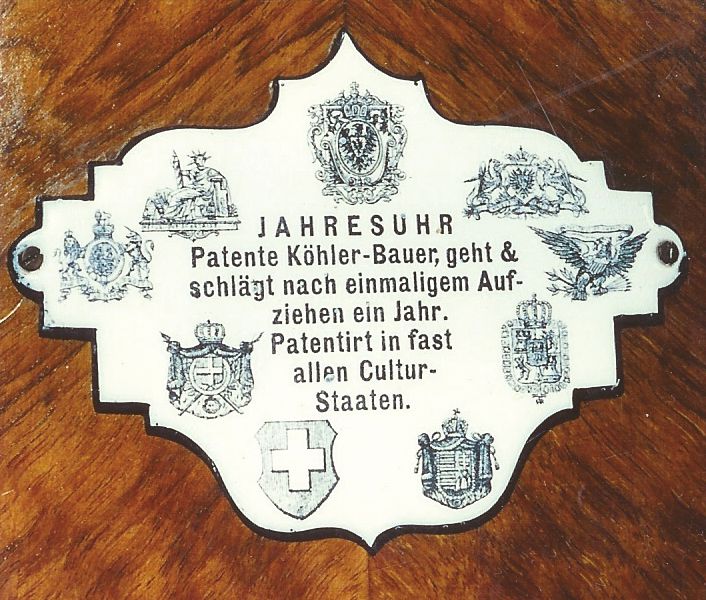 JAHRESUHR
Patente Köhler-Bauer, geht &
schlägt nach einmaligem Auf-
ziehen ein Jahr.
Patentirt in fast
allen Cultur-
Staaten.